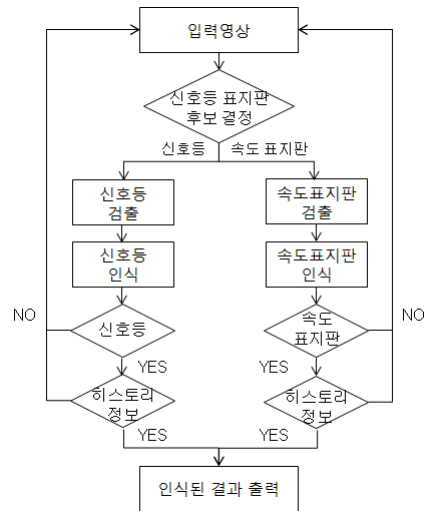 입력영상
신호등 표지판
후보 결정
신호등
속도 표지판
신호등
검출
속도표지판
검출
신호등
인식
속도표지판
인식
NO
신호등
속도
표지판
NO
YES
YES
히스토리
정보
히스토리
정보
YES
YES
인식된 결과 출력